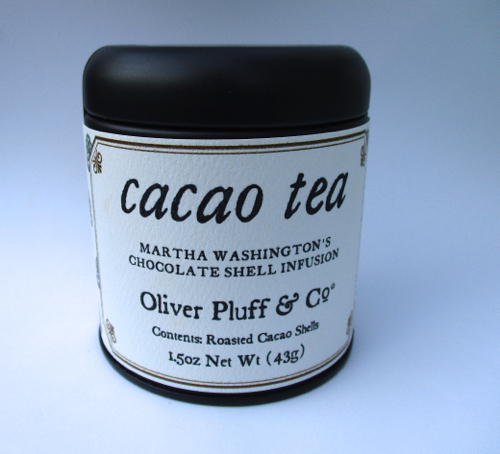 cacao tea
MARTHA WASHINGTON'S
CHOCOLATE SHELL INFUSION
Oliver Pluff & Co®
Contents: Roasted Cacao Shells
1.5oz Net Wt (43g)